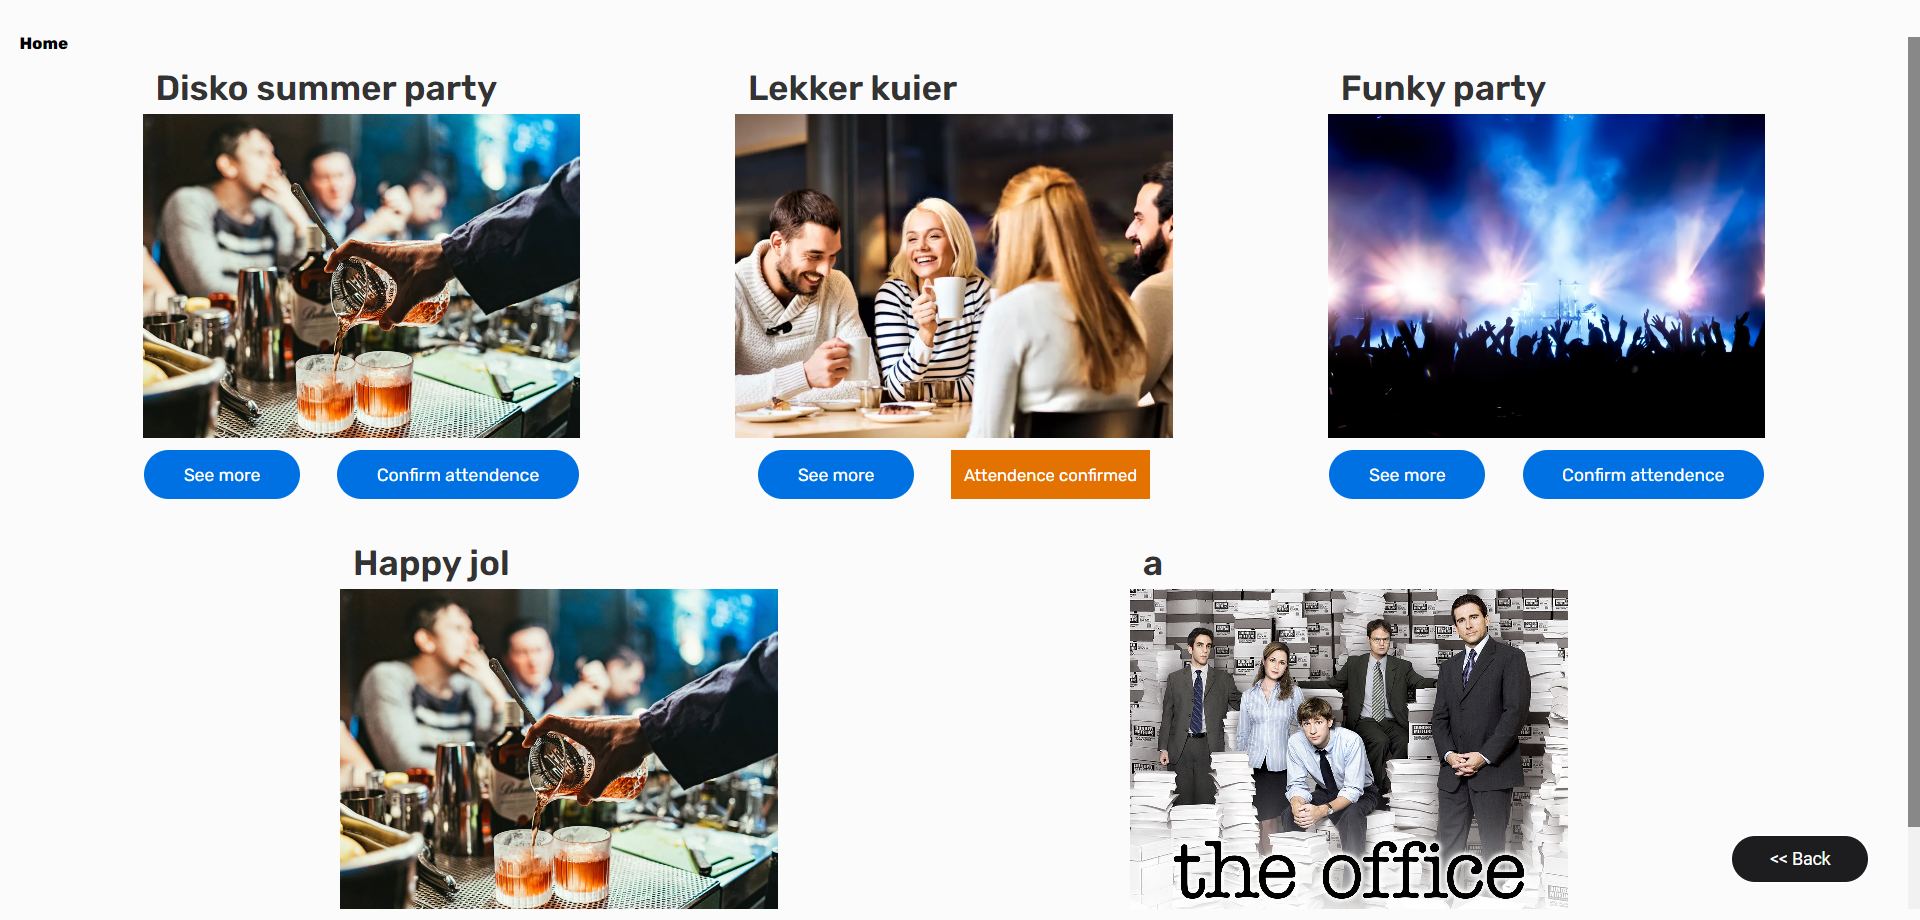 Home
Disko summer party
Lekker kuier
Funky party
See more
Confirm attendence
See more
Attendence confirmed
See more
Confirm attendence
Happy jol
a
the office
<< Back